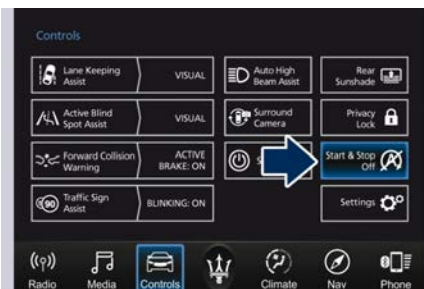 Controls
Lane Keeping
Assist
VISUAL
Auto High
Beam Assist
Rear
Sunshade
Active Blind
Spot Assist
VISUAL
Surround
Camera
Privacy
Lock
Forward Collision
Warning
ACTIVE
BRAKE: ON
S
Start & Stop
Off
90
Traffic Sign
Assist
BLINKING: ON
Settings
Radio
Media
Controls
Climate
Nav
Phone